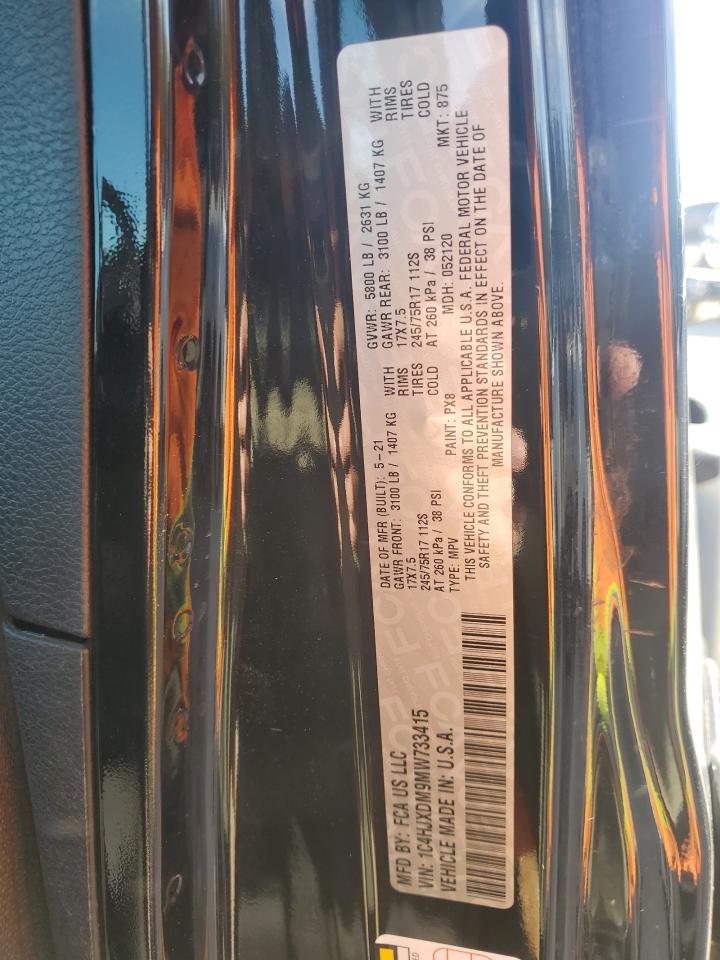 MFD BY: FCA US LLC
VIN: 1C4HJXDM9MW733415
VEHICLE MADE IN: U.S.A.
DATE OF MFR (BUILT): 5-21 GVWR: 5800 LB / 2631 KG
GAWR FRONT: 3100 LB / 1407 KG WITH GAWR REAR: 3100 LB / 1407 KG WITH
17X7.5 RIMS 17X7.5 RIMS
245/75R17 112S TIRES 245/75R17 112S TIRES
AT 260 kPa / 38 PSI COLD AT 260 kPa / 38 PSI COLD
TYPE: MPV PAINT: PX8 MDH: 052120 MKT: 875
THIS VEHICLE CONFORMS TO ALL APPLICABLE U.S.A. FEDERAL MOTOR VEHICLE
SAFETY AND THEFT PREVENTION STANDARDS IN EFFECT ON THE DATE OF
MANUFACTURE SHOWN ABOVE.